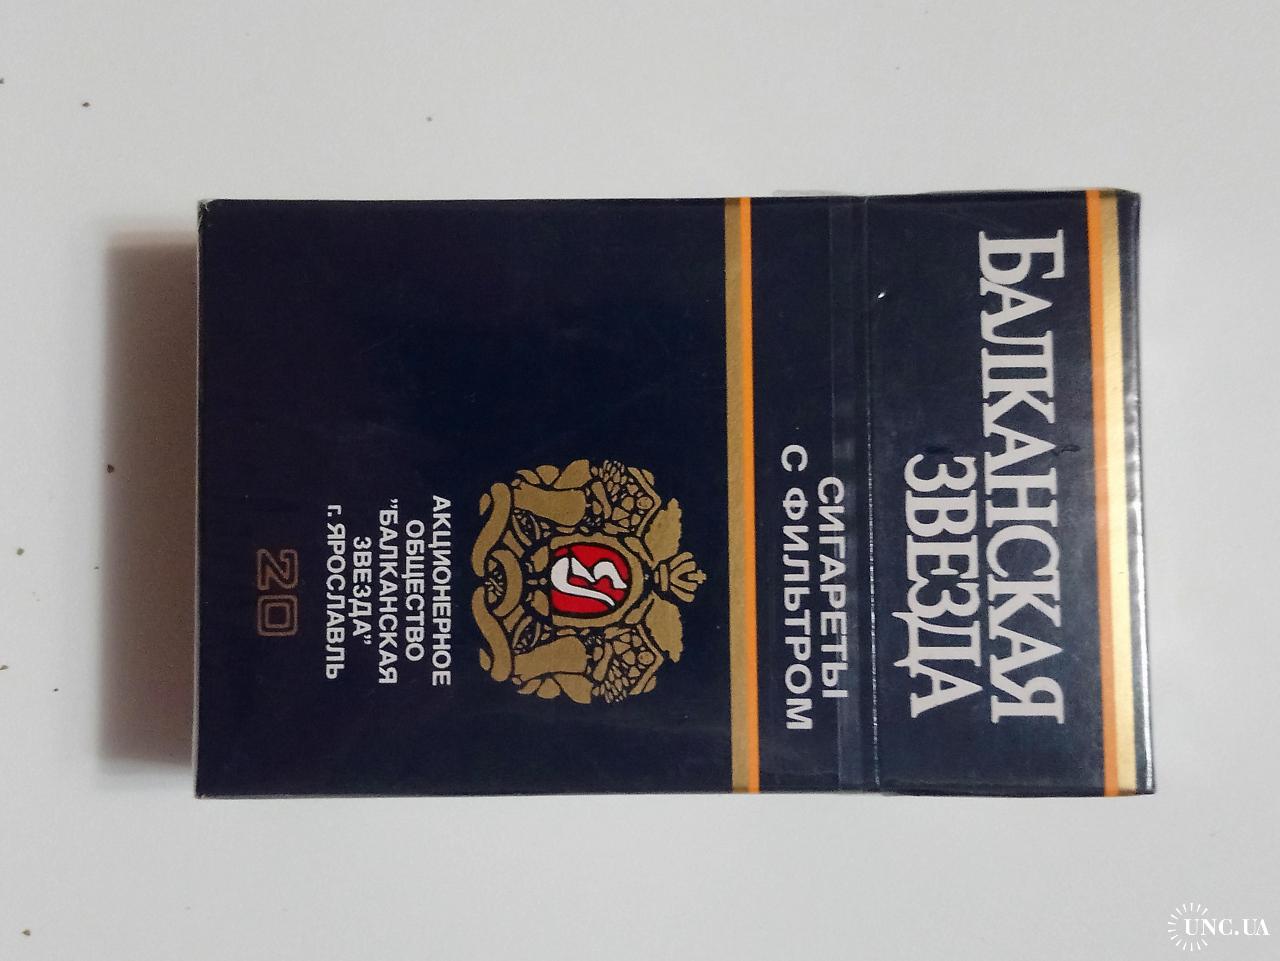 БАЛКАНСКАЯ
ЗВЕЗДА
СИГАРЕТЫ
С ФИЛЬТРОМ
АКЦИОНЕРНОЕ
ОБЩЕСТВО
"БАЛКАНСКАЯ
ЗВЕЗДА"
г. ЯРОСЛАВЛЬ
20
UNC.UA